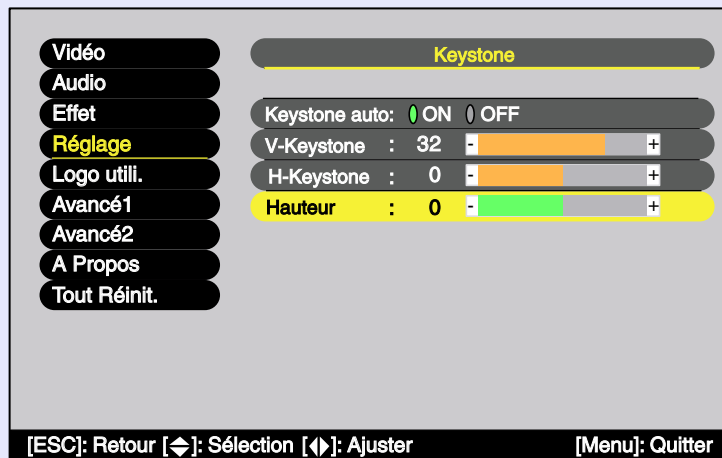 Vidéo
Audio
Effet
Réglage
Logo utili.
Avancé1
Avancé2
A Propos
Tout Réinit.
Keystone
Keystone auto: ON OFF
V-Keystone : 32 - +
H-Keystone : 0 - +
Hauteur : 0 - +
[ESC]: Retour []: Sélection []: Ajuster [Menu]: Quitter